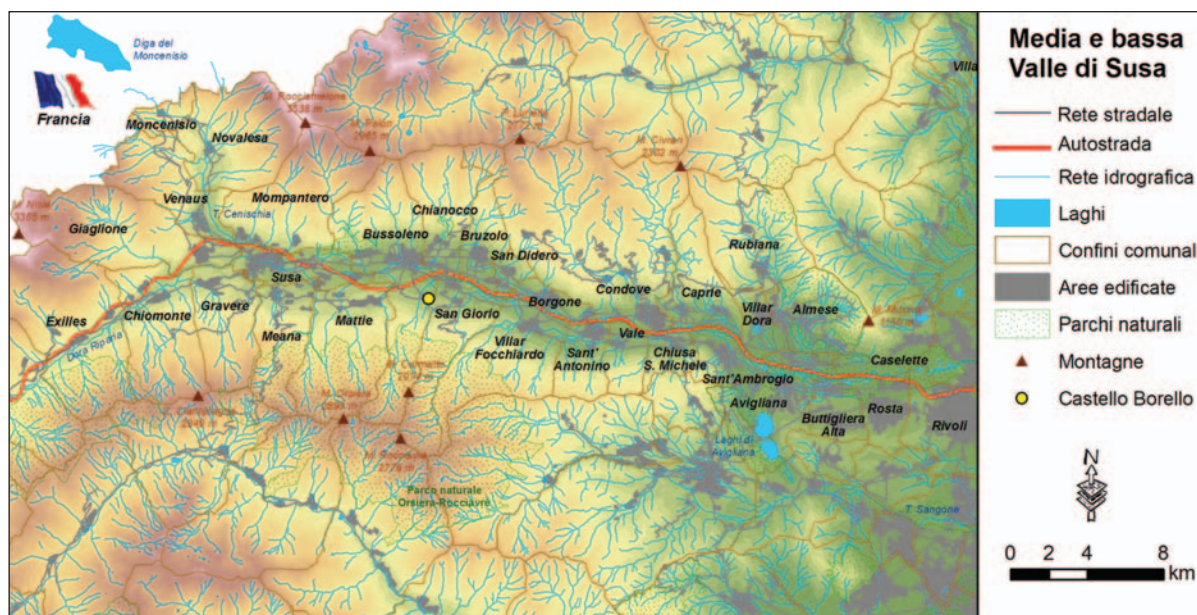 Diga del
Moncenisio
Francia
Moncenisio
Novalesa
Venaus
T. Cenischia
Mompantero
Giaglione
Chianocco
Bussoleno
Bruzolo
San Didero
Rubiana
Susa
Condove
Caprie
Villar
Dora
Almese
Exilles
Chiomonte
Gravere
Meana
Mattie
San Giorio
Borgone
Vaie
Villar
Focchiardo
Sant'
Antonino
Chiusa
S. Michele
Caselette
Sant'Ambrogio
Avigliana
Buttigliera
Alta
Rosta
Rivoli
Laghi di
Avigliana
Dora Riparia
Parco naturale
Orsiera-Rocciavrè
T. Sangone
Villa
Media e bassa
Valle di Susa
Rete stradale
Autostrada
Rete idrografica
Laghi
Confini comunal
Aree edificate
Parchi naturali
Montagne
Castello Borello
N
0 2 4 8
km